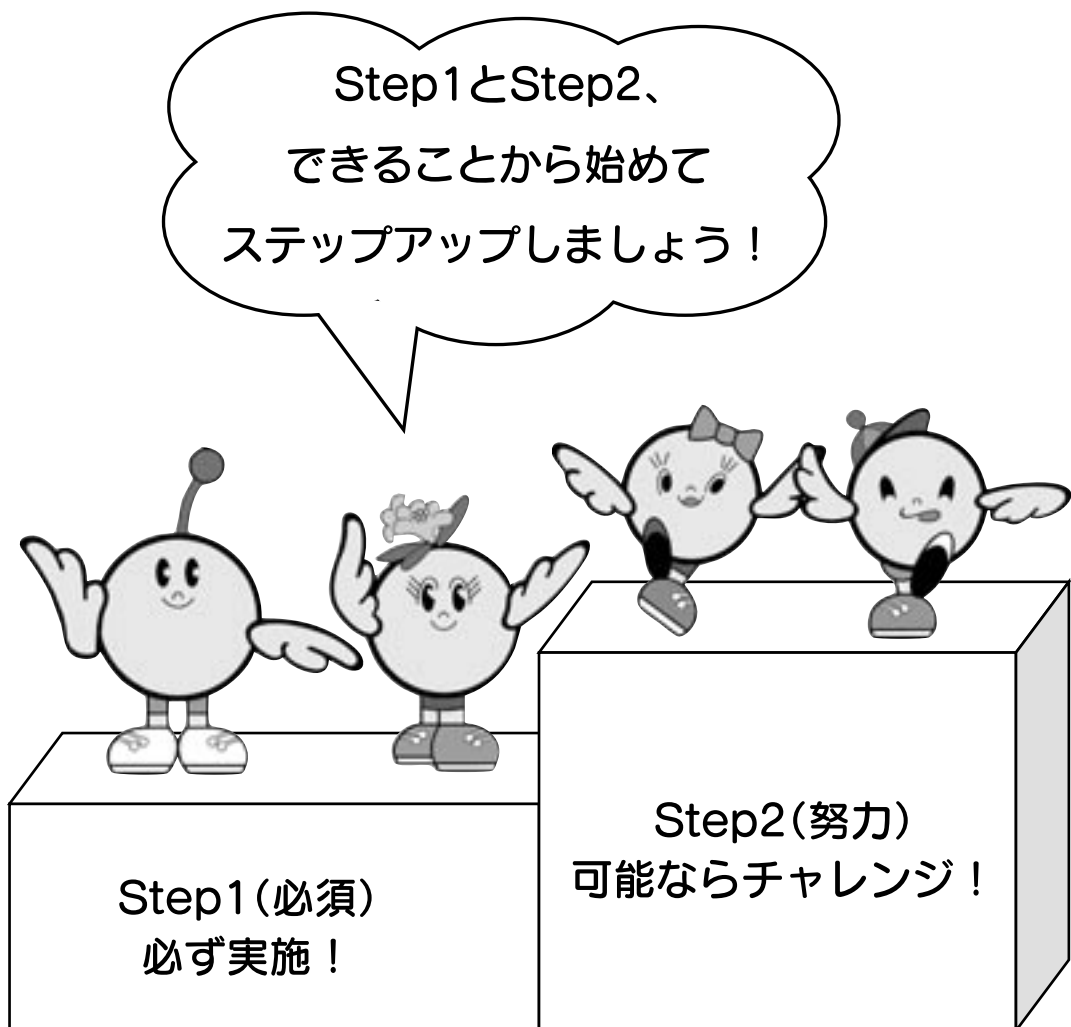 Step1とStep2、
できることから始めて
ステップアップしましょう！
Step1（必須）
必ず実施！
Step2（努力）
可能ならチャレンジ！